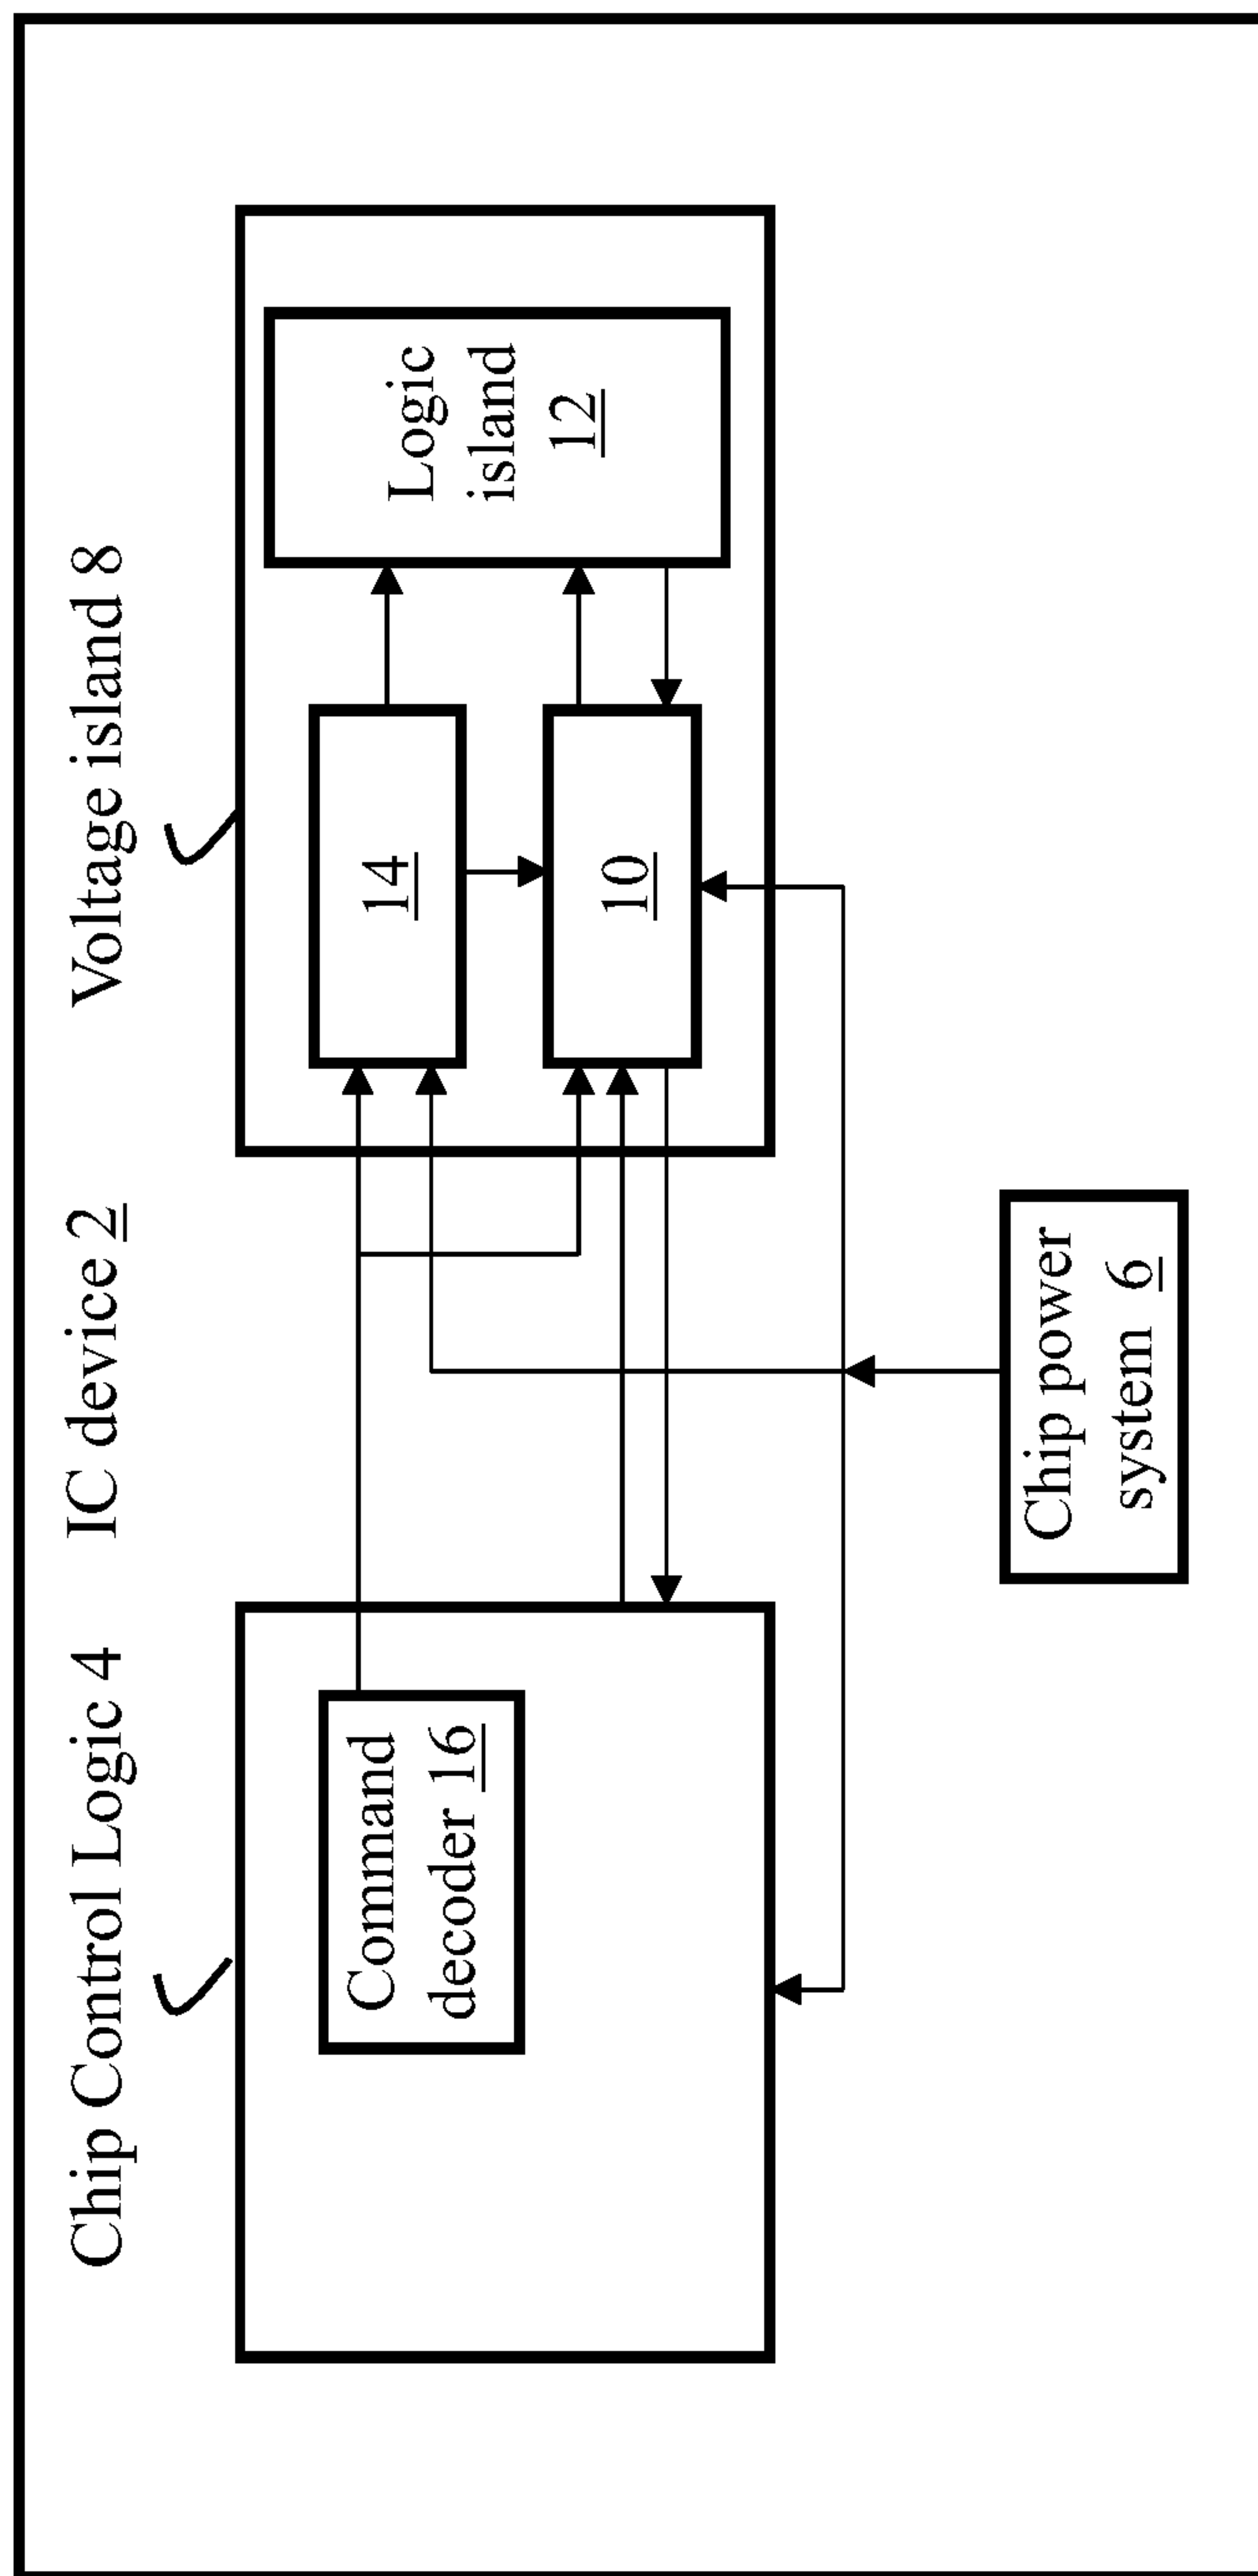 Chip Control Logic 4
IC device 2
Voltage island 8
Command
decoder 16
14
10
Logic
island
12
Chip power
system 6